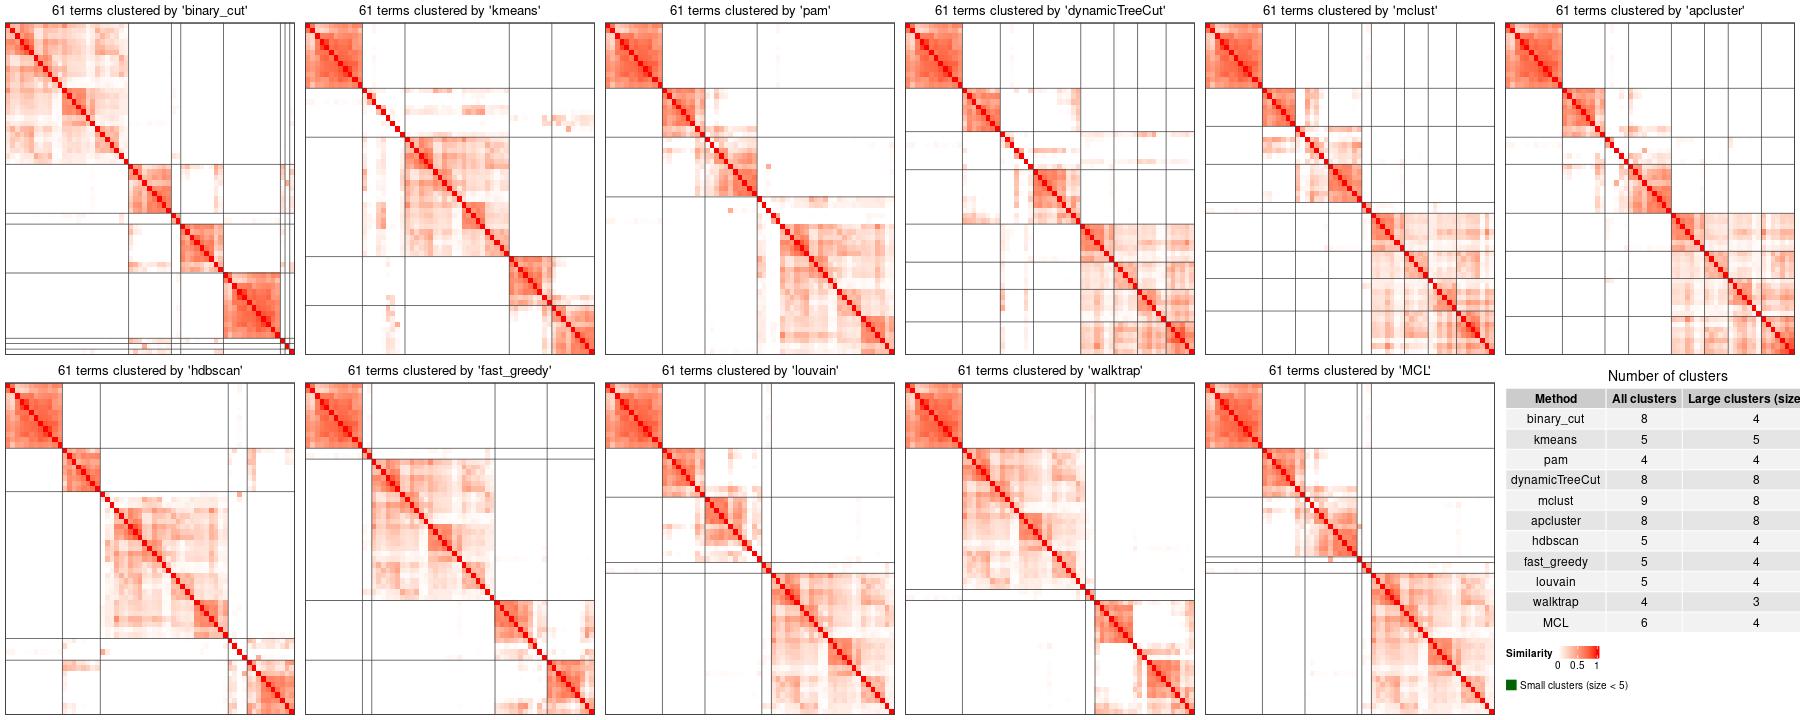 61 terms clustered by 'binary_cut'
61 terms clustered by 'kmeans'
61 terms clustered by 'pam'
61 terms clustered by 'dynamicTreeCut'
61 terms clustered by 'mclust'
61 terms clustered by 'apcluster'
61 terms clustered by 'hdbscan'
61 terms clustered by 'fast_greedy'
61 terms clustered by 'louvain'
61 terms clustered by 'walktrap'
61 terms clustered by 'MCL'
Number of clusters
Method All clusters Large clusters (size
binary_cut 8 4
kmeans 5 5
pam 4 4
dynamicTreeCut 8 8
mclust 9 8
apcluster 8 8
hdbscan 5 4
fast_greedy 5 4
louvain 5 4
walktrap 4 3
MCL 6 4
Similarity
0 0.5 1
Small clusters (size < 5)